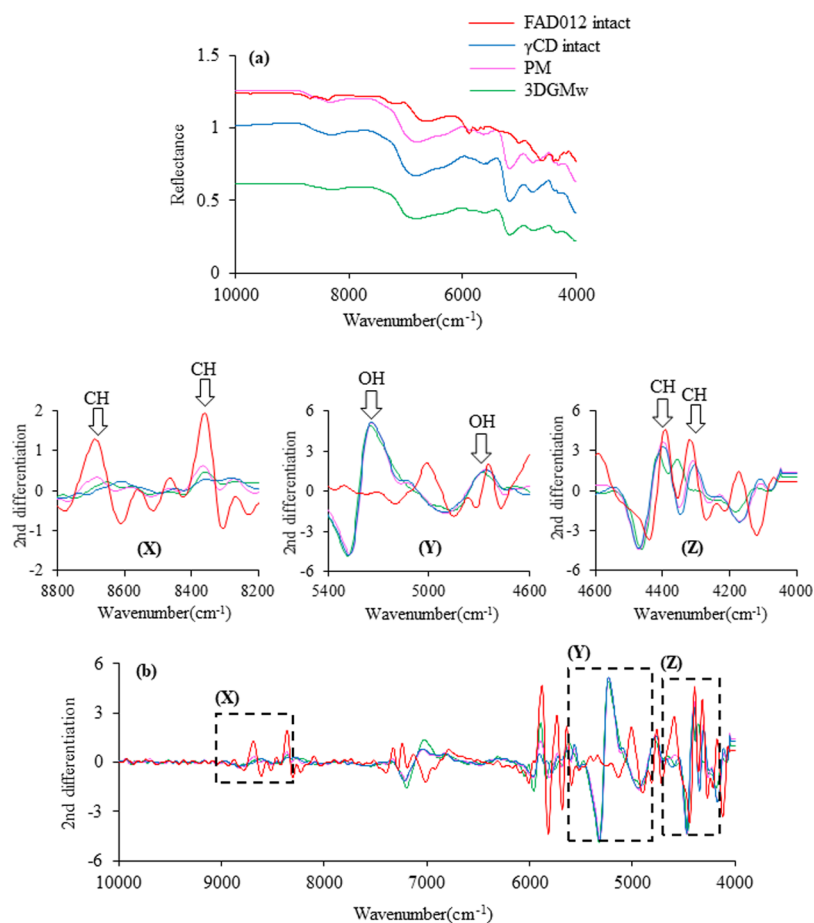 FAD012 intact
γCD intact
PM
3DGMw
(a)
1.5
1
0.5
0
Reflectance
10000 8000 6000 4000
Wavenumber(cm-1)
CH CH
2
1
0
-1
-2
2nd differentiation
(X)
8800 8600 8400 8200
Wavenumber(cm-1)
OH OH
6
3
0
-3
-6
2nd differentiation
(Y)
5400 5000 4600
Wavenumber(cm-1)
CH CH
6
3
0
-3
-6
2nd differentiation
(Z)
4600 4400 4200 4000
Wavenumber(cm-1)
(b)
(X)
(Y)
(Z)
6
3
0
-3
-6
2nd differentiation
10000 9000 8000 7000 6000 5000 4000
Wavenumber(cm-1)